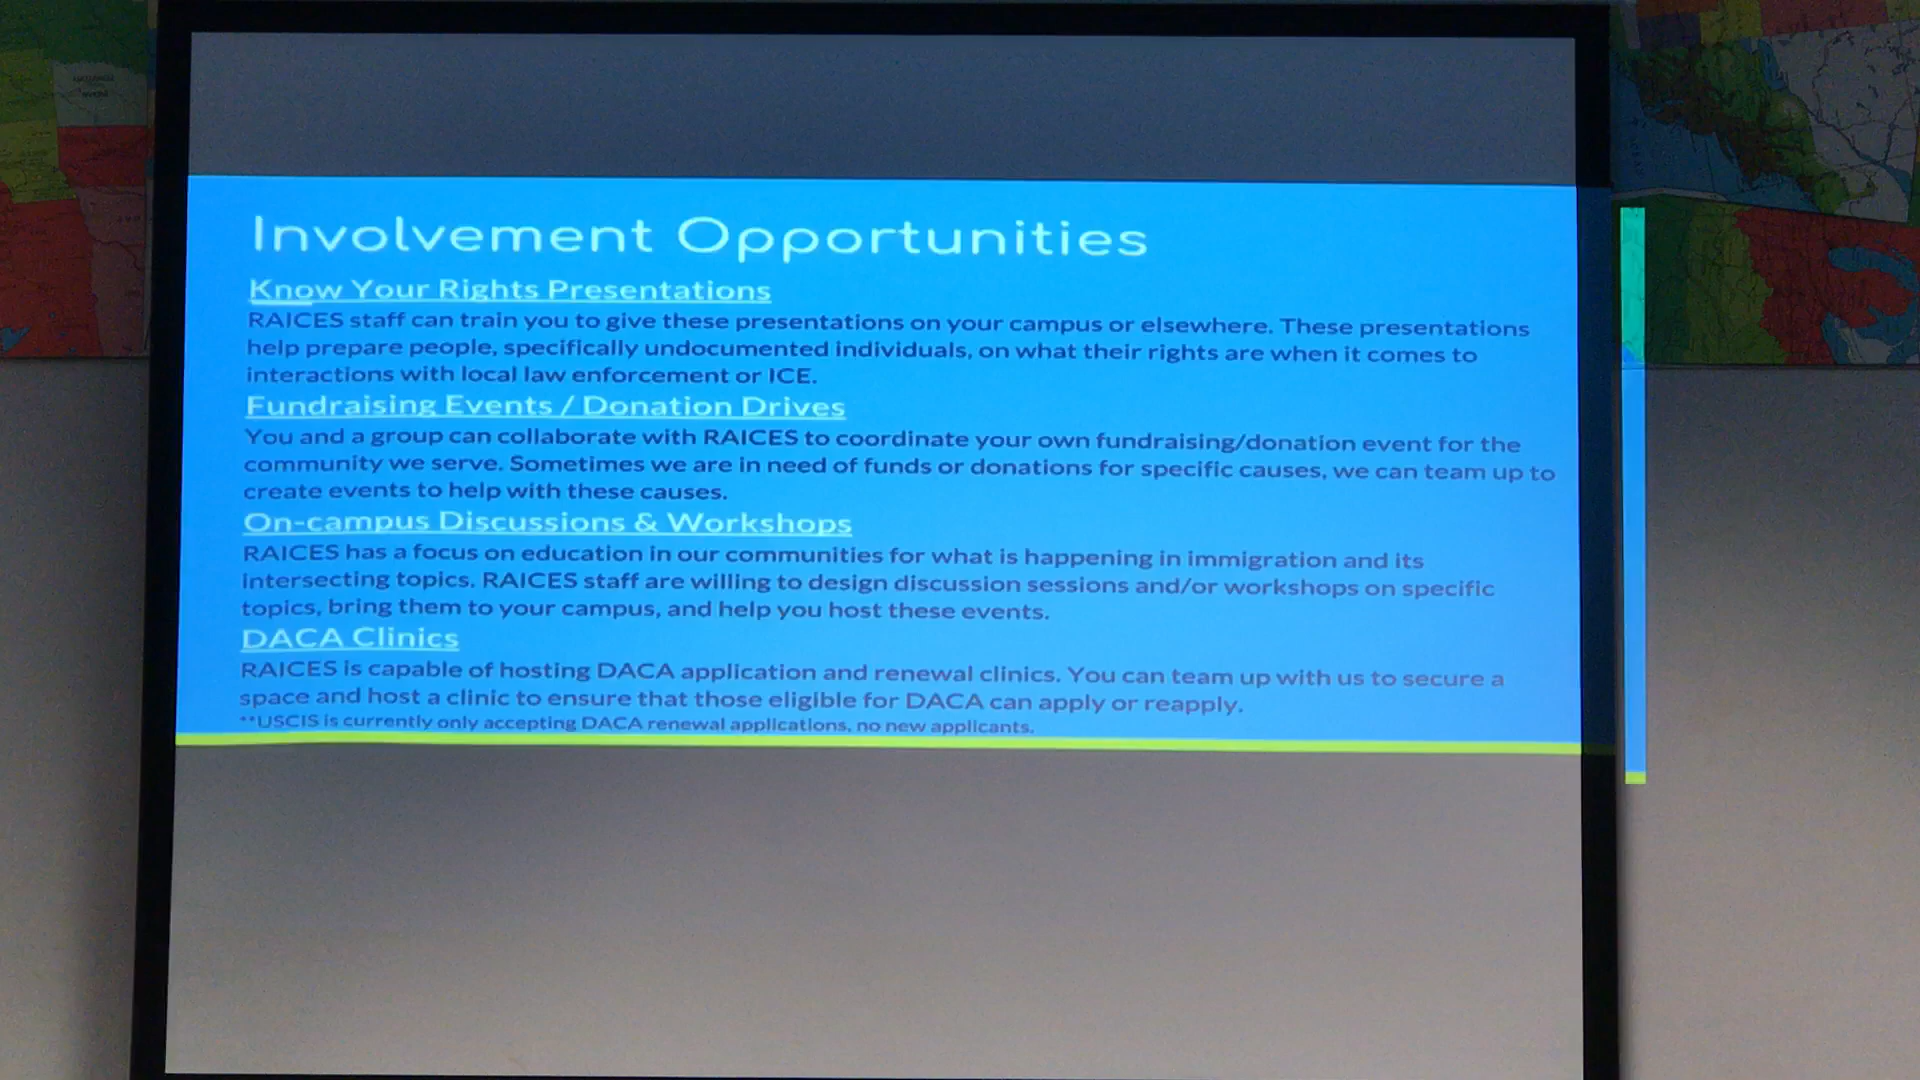 Involvement Opportunities
Know Your Rights Presentations
RAICES staff can train you to give these presentations on your campus or elsewhere. These presentations
help prepare people, specifically undocumented individuals, on what their rights are when it comes to
interactions with local law enforcement or ICE.
Fundraising Events / Donation Drives
You and a group can collaborate with RAICES to coordinate your own fundraising/donation event for the
community we serve. Sometimes we are in need of funds or donations for specific causes, we can team up to
create events to help with these causes.
On-campus Discussions & Workshops
RAICES has a focus on education in our communities for what is happening in immigration and its
intersecting topics. RAICES staff are willing to design discussion sessions and/or workshops on specific
topics, bring them to your campus, and help you host these events.
DACA Clinics
RAICES is capable of hosting DACA application and renewal clinics. You can team up with us to secure a
space and host a clinic to ensure that those eligible for DACA can apply or reapply.
**USCIS is currently only accepting DACA renewal applications, no new applicants.